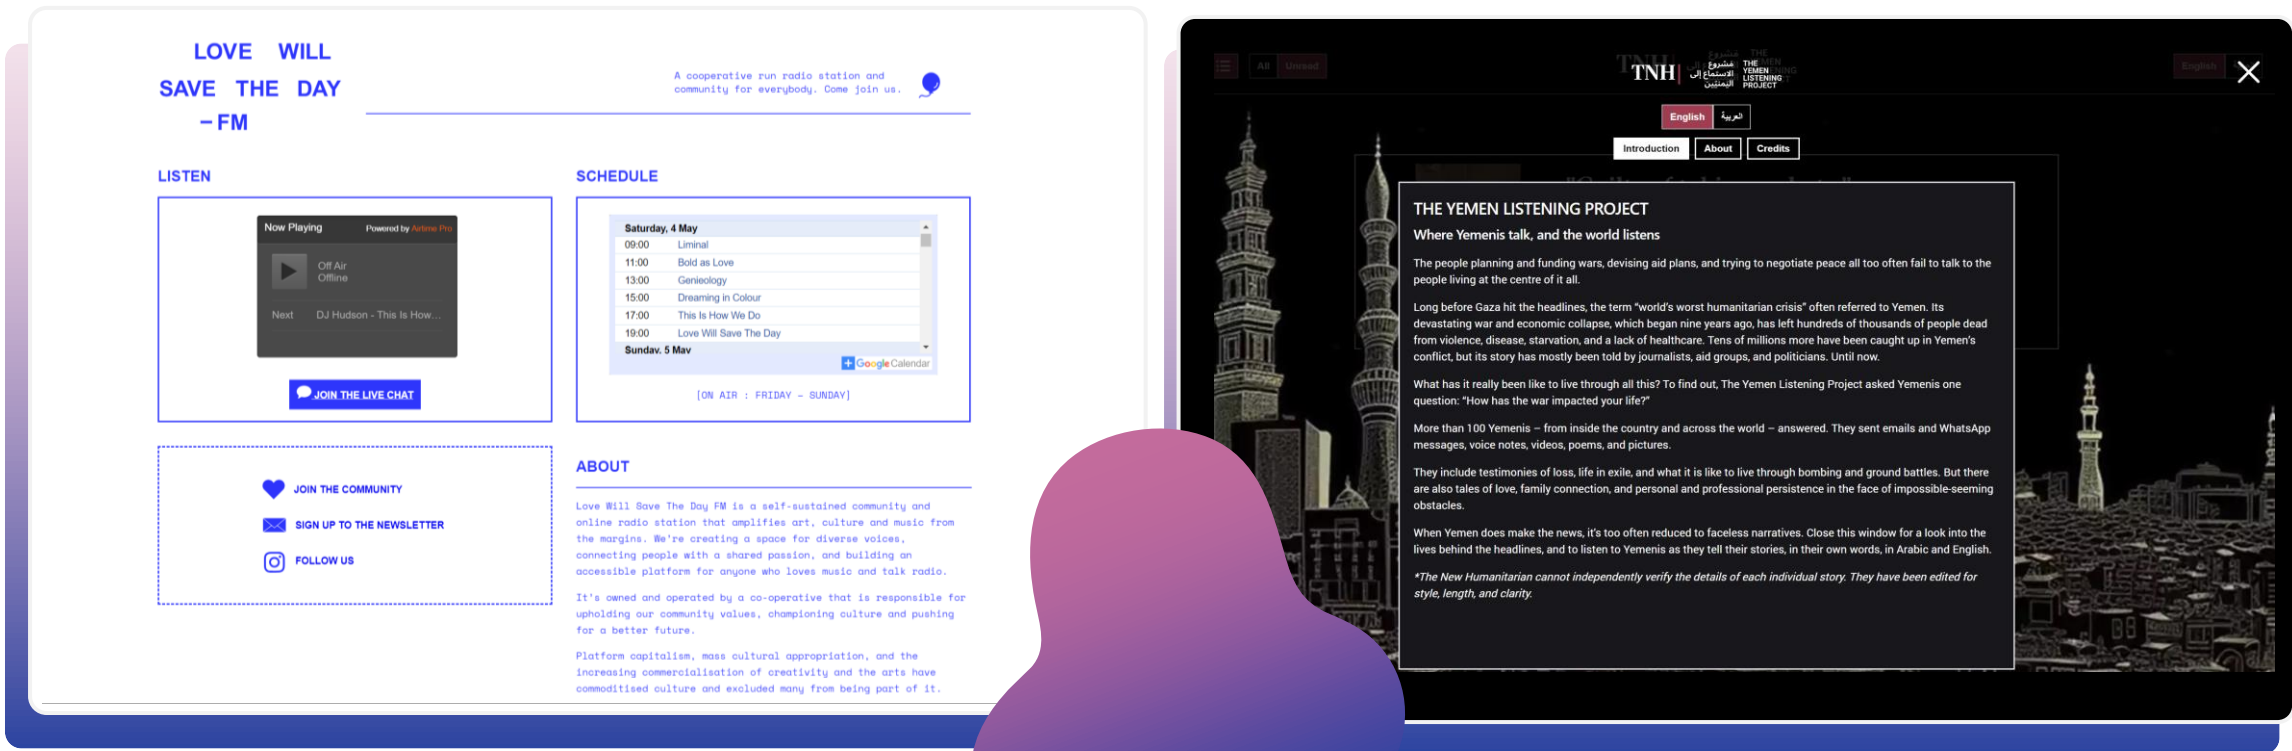 LOVE WILL
SAVE THE DAY
– FM
A cooperative run radio station and
community for everybody. Come join us.
LISTEN
Now Playing
Powered by Airtime Pro
Off Air
Offline
Next DJ Hudson - This Is How...
JOIN THE LIVE CHAT
SCHEDULE
Saturday, 4 May
09:00 Liminal
11:00 Bold as Love
13:00 Genieology
15:00 Dreaming in Colour
17:00 This Is How We Do
19:00 Love Will Save The Day
Sunday, 5 May
Google Calendar
[ON AIR : FRIDAY – SUNDAY]
JOIN THE COMMUNITY
SIGN UP TO THE NEWSLETTER
FOLLOW US
ABOUT
Love Will Save The Day FM is a self-sustained community and
online radio station that amplifies art, culture and music from
the margins. We're creating a space for diverse voices,
connecting people with a shared passion, and building an
accessible platform for anyone who loves music and talk radio.
It's owned and operated by a co-operative that is responsible for
upholding our community values, championing culture and pushing
for a better future.
Platform capitalism, mass cultural appropriation, and the
increasing commercialisation of creativity and the arts have
commoditised culture and excluded many from being part of it.
All Unread
English
TNH
مشروع
الاستماع إلى
اليمنيين
THE
YEMEN
LISTENING
PROJECT
English العربية
Introduction About Credits
THE YEMEN LISTENING PROJECT
Where Yemenis talk, and the world listens
The people planning and funding wars, devising aid plans, and trying to negotiate peace all too often fail to talk to the
people living at the centre of it all.
Long before Gaza hit the headlines, the term “world’s worst humanitarian crisis” often referred to Yemen. Its
devastating war and economic collapse, which began nine years ago, has left hundreds of thousands of people dead
from violence, disease, starvation, and a lack of healthcare. Tens of millions more have been caught up in Yemen’s
conflict, but its story has mostly been told by journalists, aid groups, and politicians. Until now.
What has it really been like to live through all this? To find out, The Yemen Listening Project asked Yemenis one
question: “How has the war impacted your life?”
More than 100 Yemenis – from inside the country and across the world – answered. They sent emails and WhatsApp
messages, voice notes, videos, poems, and pictures.
They include testimonies of loss, life in exile, and what it is like to live through bombing and ground battles. But there
are also tales of love, family connection, and personal and professional persistence in the face of impossible-seeming
obstacles.
When Yemen does make the news, it’s too often reduced to faceless narratives. Close this window for a look into the
lives behind the headlines, and to listen to Yemenis as they tell their stories, in their own words, in Arabic and English.
*The New Humanitarian cannot independently verify the details of each individual story. They have been edited for
style, length, and clarity.